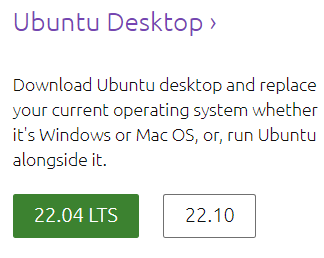 Ubuntu Desktop ›
Download Ubuntu desktop and replace
your current operating system whether
it's Windows or Mac OS, or, run Ubuntu
alongside it.
22.04 LTS
22.10